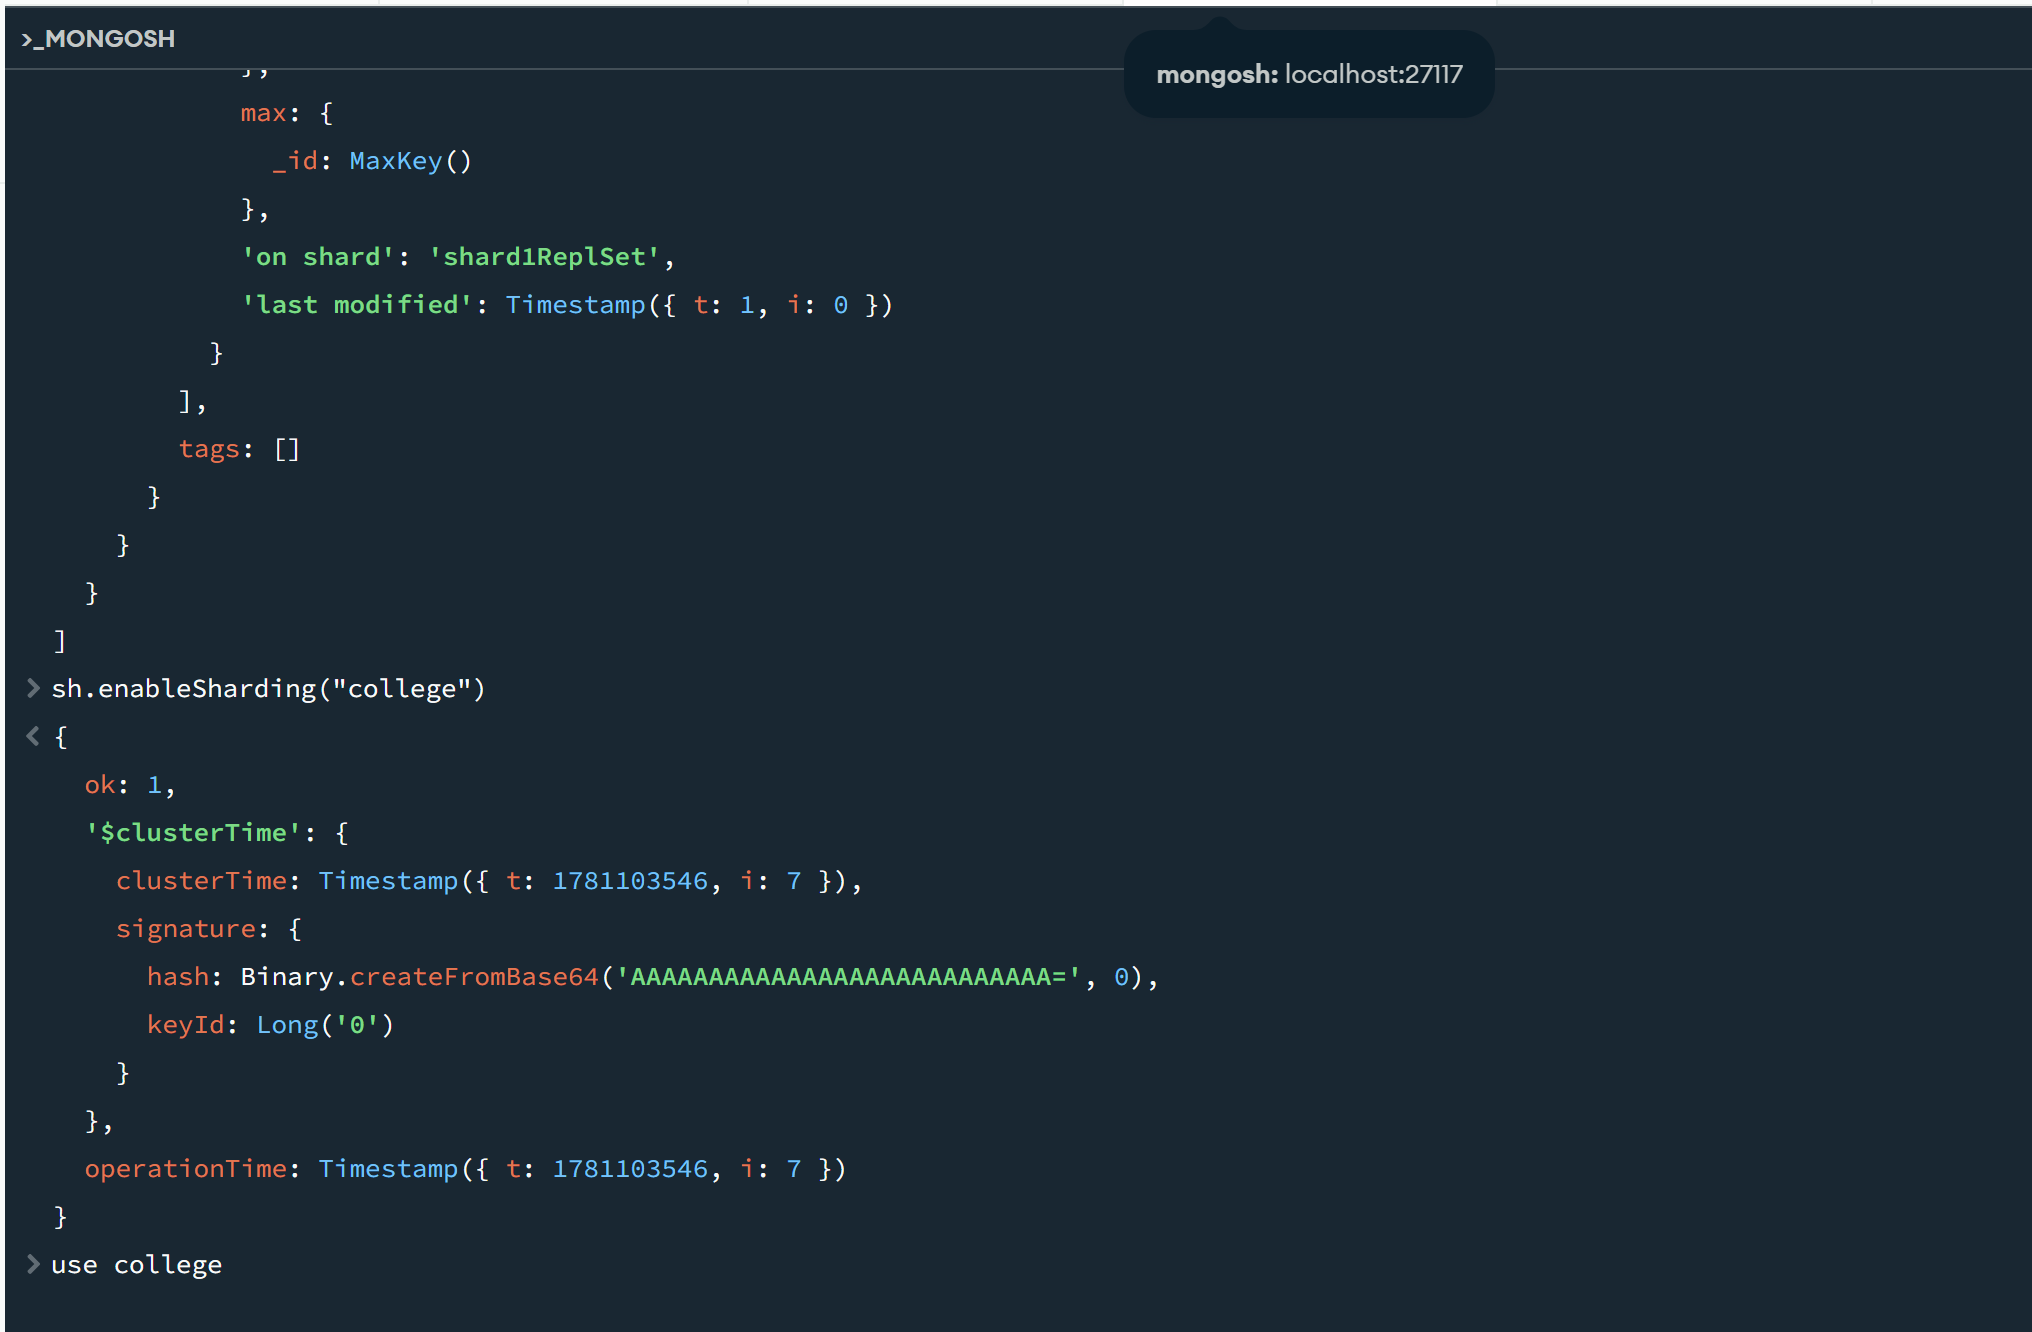 >_MONGOSH
mongosh: localhost:27117
},
max: {
_id: MaxKey()
},
'on shard': 'shard1ReplSet',
'last modified': Timestamp({ t: 1, i: 0 })
}
],
tags: []
}
}
}
]
> sh.enableSharding("college")
< {
ok: 1,
'$clusterTime': {
clusterTime: Timestamp({ t: 1781103546, i: 7 }),
signature: {
hash: Binary.createFromBase64('AAAAAAAAAAAAAAAAAAAAAAAAAAA=', 0),
keyId: Long('0')
}
},
operationTime: Timestamp({ t: 1781103546, i: 7 })
}
> use college